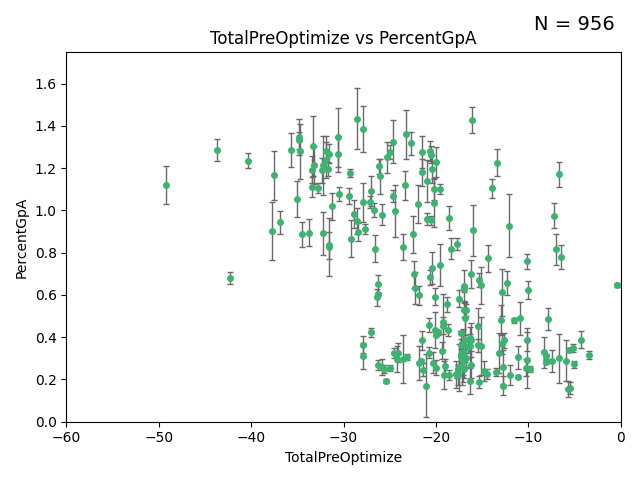 N = 956
TotalPreOptimize vs PercentGpA
PercentGpA
1.6
1.4
1.2
1.0
0.8
0.6
0.4
0.2
0.0
−60 −50 −40 −30 −20 −10 0
TotalPreOptimize